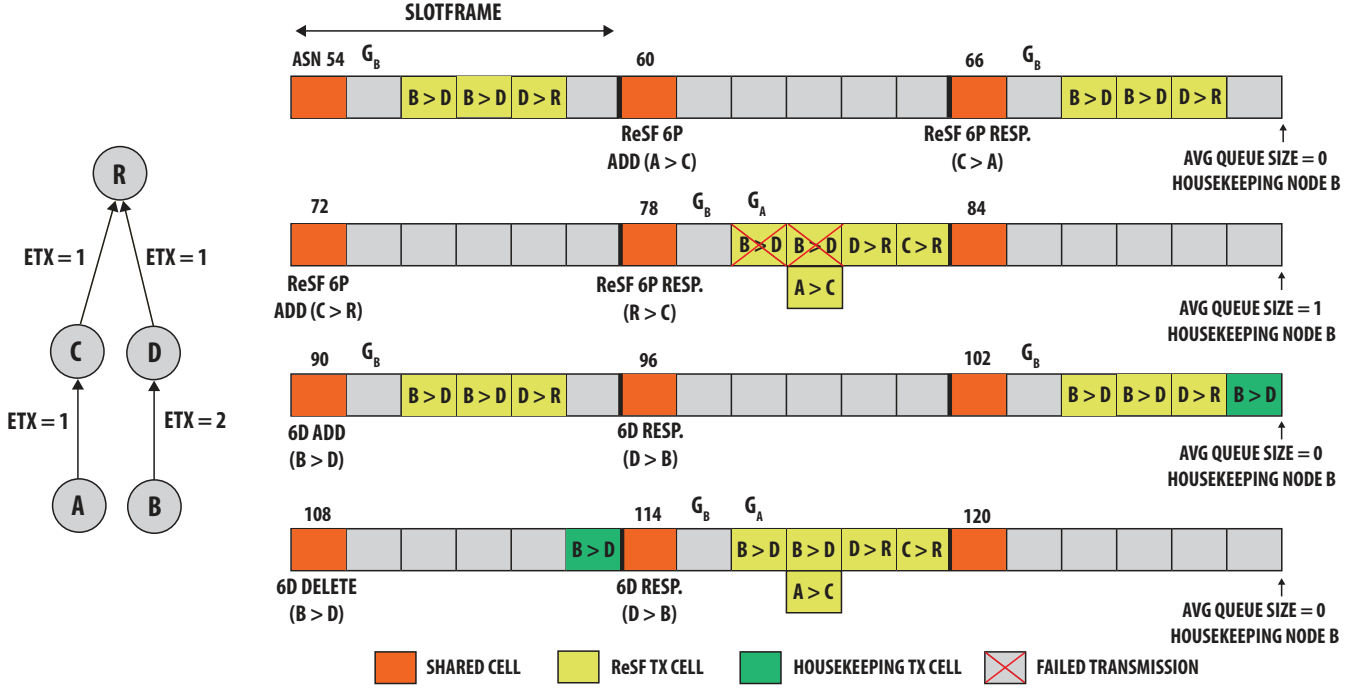 SLOTFRAME
ASN 54 G_B 60 66 G_B
B > D B > D D > R B > D B > D D > R
ReSF 6P
ADD (A > C)
ReSF 6P RESP.
(C > A)
AVG QUEUE SIZE = 0
HOUSEKEEPING NODE B
72 78 G_B G_A 84
B > D B > D D > R C > R
A > C
ReSF 6P
ADD (C > R)
ReSF 6P RESP.
(R > C)
AVG QUEUE SIZE = 1
HOUSEKEEPING NODE B
90 G_B 96 102 G_B
B > D B > D D > R B > D B > D D > R B > D
6D ADD
(B > D)
6D RESP.
(D > B)
AVG QUEUE SIZE = 0
HOUSEKEEPING NODE B
108 114 G_B G_A 120
B > D B > D B > D D > R C > R
A > C
6D DELETE
(B > D)
6D RESP.
(D > B)
AVG QUEUE SIZE = 0
HOUSEKEEPING NODE B
R
ETX = 1 ETX = 1
C D
ETX = 1 ETX = 2
A B
SHARED CELL ReSF TX CELL HOUSEKEEPING TX CELL FAILED TRANSMISSION